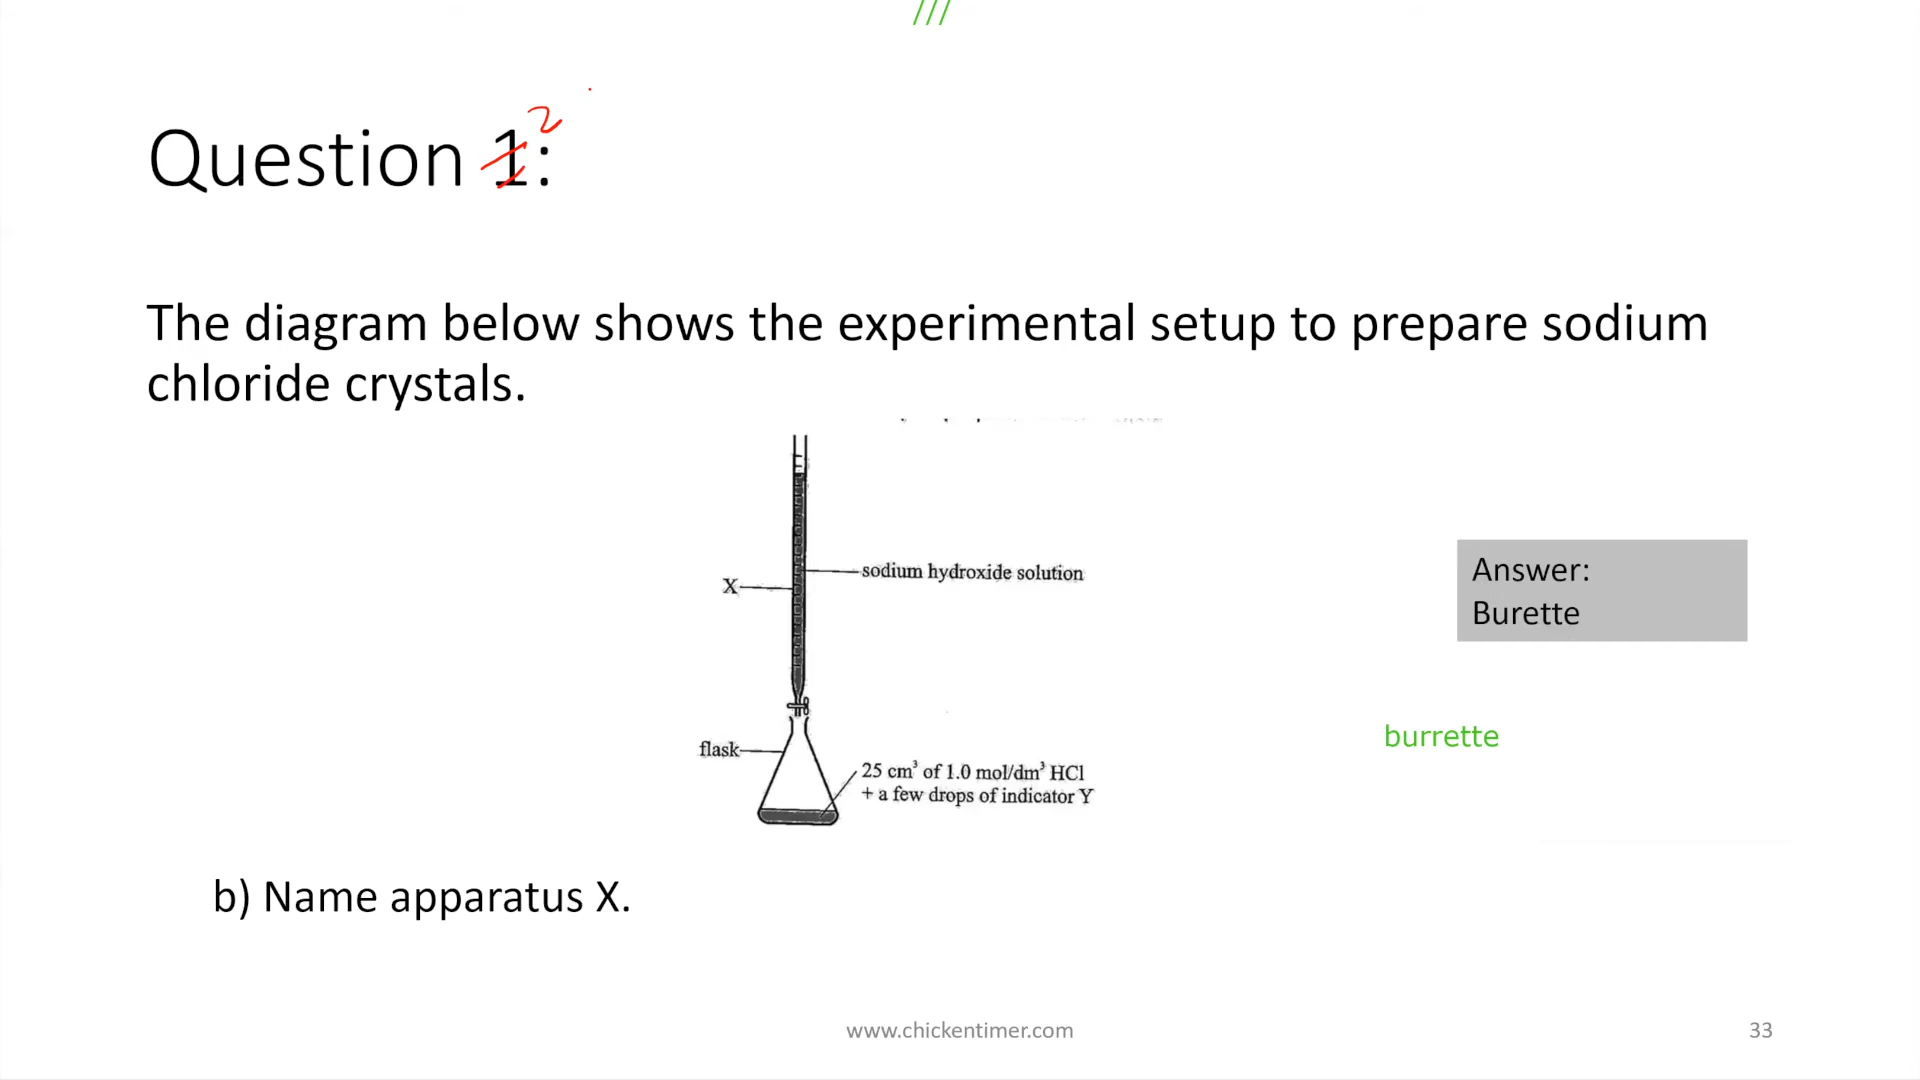 ///
2
Question 1:
The diagram below shows the experimental setup to prepare sodium
chloride crystals.
sodium hydroxide solution
X
Answer:
Burette
burrette
flask
25 cm³ of 1.0 mol/dm³ HCl
+ a few drops of indicator Y
b) Name apparatus X.
www.chickentimer.com
33